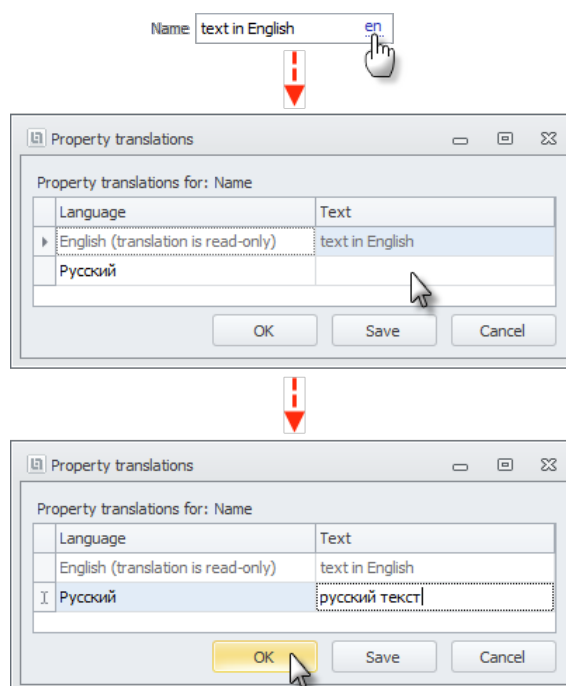 Name text in English en
Property translations
Property translations for: Name
Language Text
English (translation is read-only) text in English
Русский
OK Save Cancel
Property translations
Property translations for: Name
Language Text
English (translation is read-only) text in English
Русский русский текст
OK Save Cancel